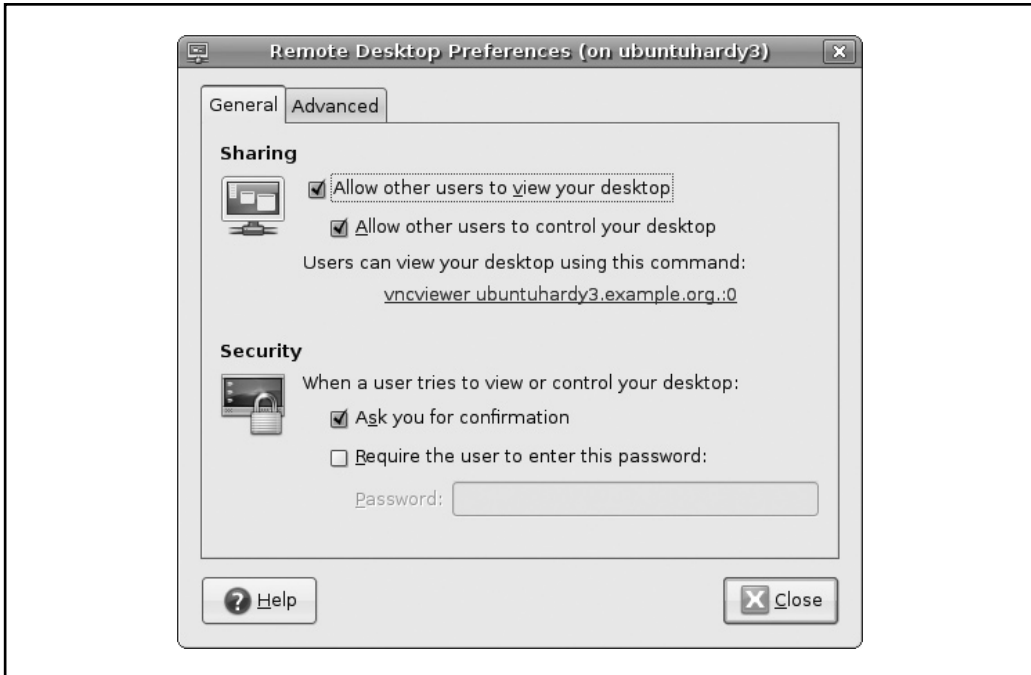 Remote Desktop Preferences (on ubuntuhardy3)
General Advanced
Sharing
Allow other users to view your desktop
Allow other users to control your desktop
Users can view your desktop using this command:
vncviewer ubuntuhardy3.example.org.:0
Security
When a user tries to view or control your desktop:
Ask you for confirmation
Require the user to enter this password:
Password:
Help Close